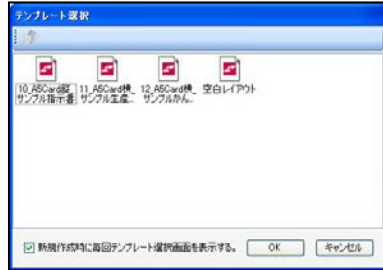 テンプレート選択
10_A5Card縦_
サンプル指示書
11_A5Card横_
サンプル生産..
12_A6Card横_
サンプルかん..
空白レイアウト
新規作成時に毎回テンプレート選択画面を表示する。
OK
キャンセル